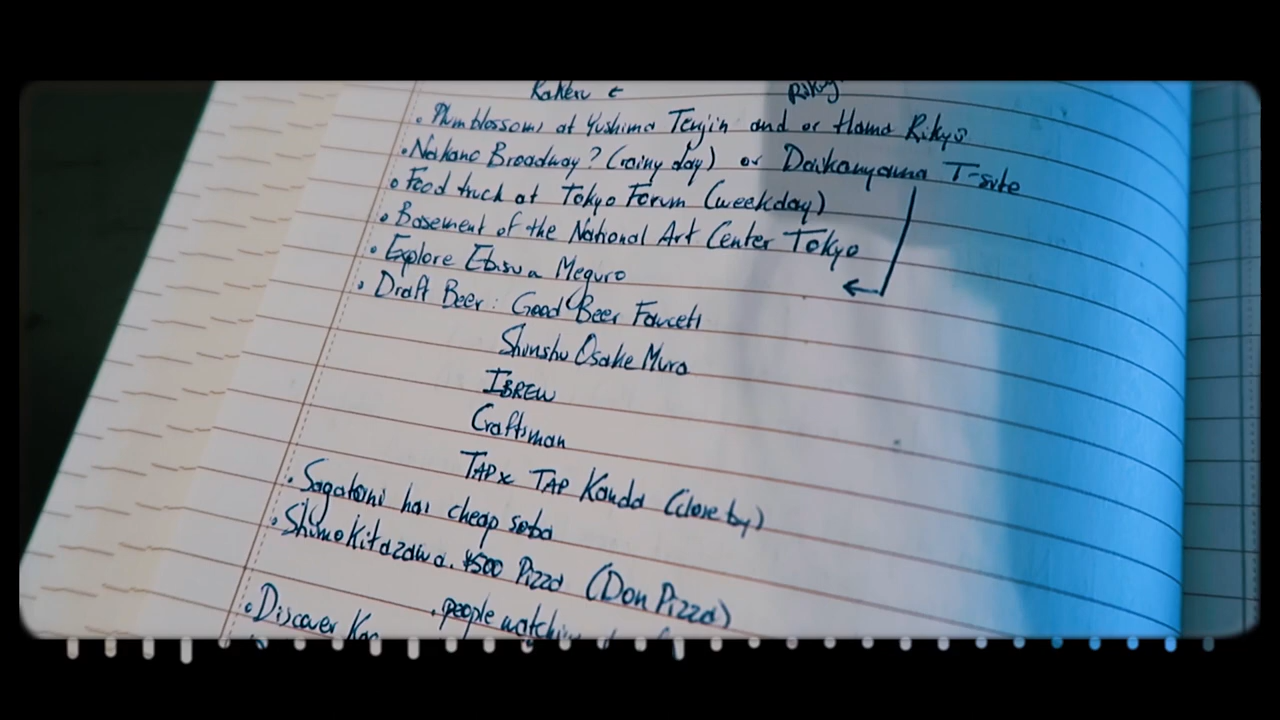 • Plum blossoms at Yushima Tenjin and or Hama Rikyū
• Nakano Broadway? (rainy day) or Daikanyama T-site
• Food truck at Tokyo Forum (weekday)
• Basement of the National Art Center Tokyo
• Explore Ebisu a Meguro
• Draft Beer: Good Beer Faucets
Shinshu Osake Mura
IBREW
Craftsman
TAP x TAP Kanda (close by)
• Sagatani has cheap soba
• Shimokitazawa. ¥500 Pizza (Don Pizza)
• people watching
• Discover